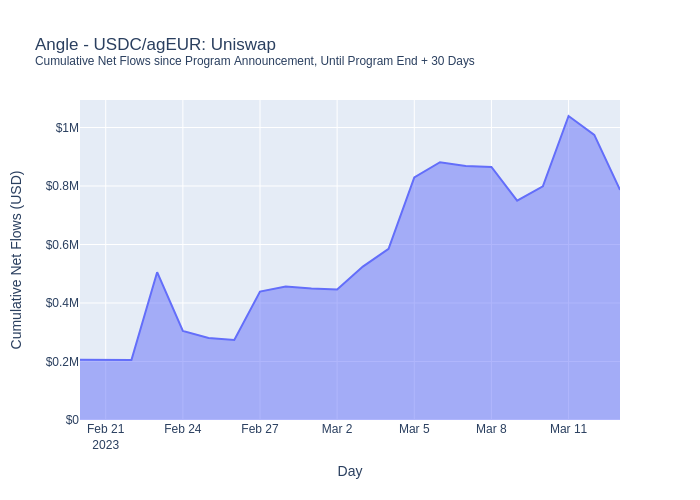 Angle - USDC/agEUR: Uniswap
Cumulative Net Flows since Program Announcement, Until Program End + 30 Days
Cumulative Net Flows (USD)
$1M
$0.8M
$0.6M
$0.4M
$0.2M
$0
Feb 21 Feb 24 Feb 27 Mar 2 Mar 5 Mar 8 Mar 11
2023
Day